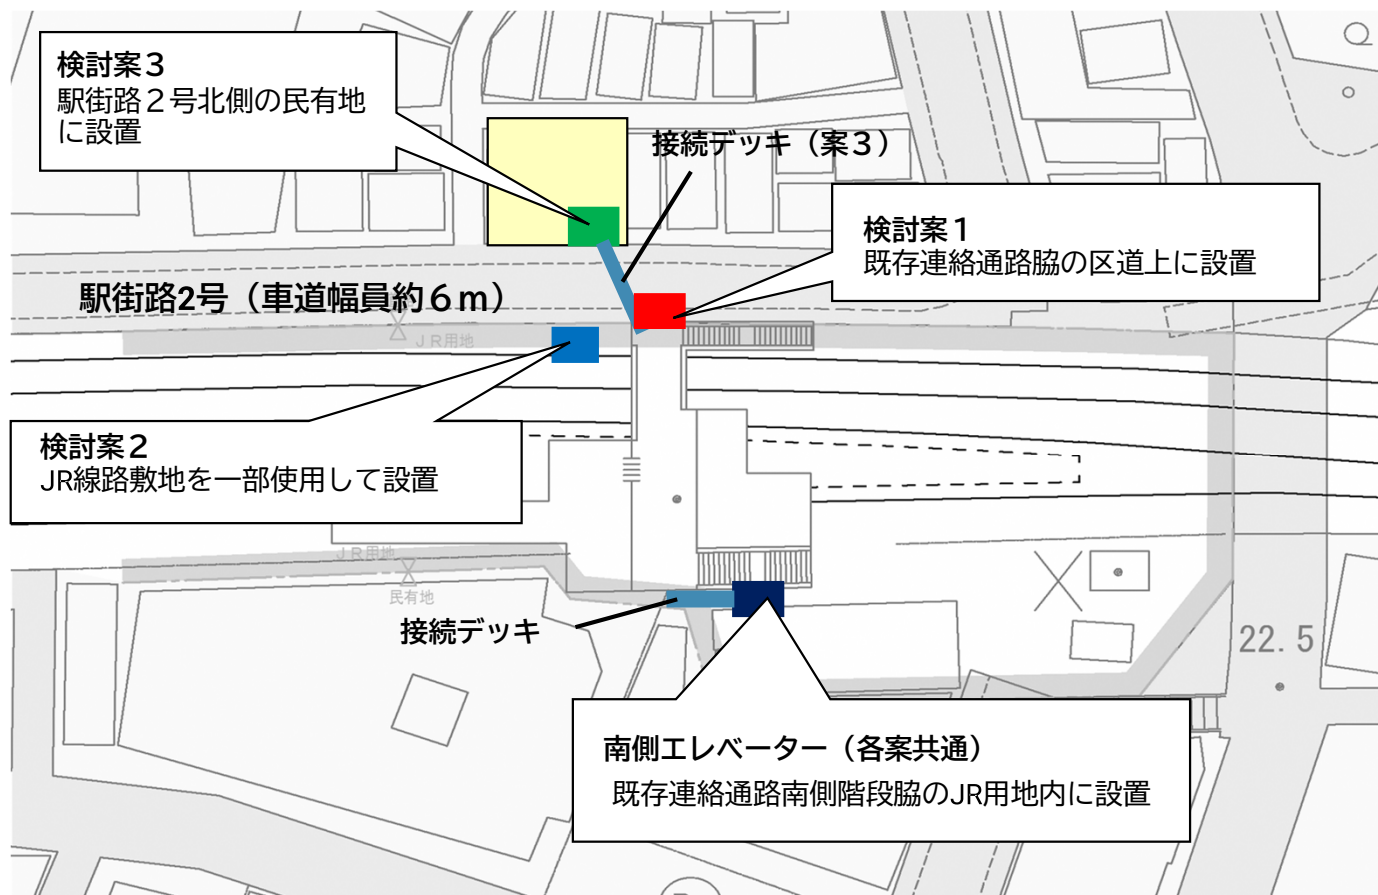 検討案３
駅街路２号北側の民有地
に設置
接続デッキ（案３）
検討案１
既存連絡通路脇の区道上に設置
駅街路2号（車道幅員約６ｍ）
ＪＲ用地
検討案２
JR線路敷地を一部使用して設置
ＪＲ用地
民有地
接続デッキ
22.5
南側エレベーター（各案共通）
既存連絡通路南側階段脇のJR用地内に設置